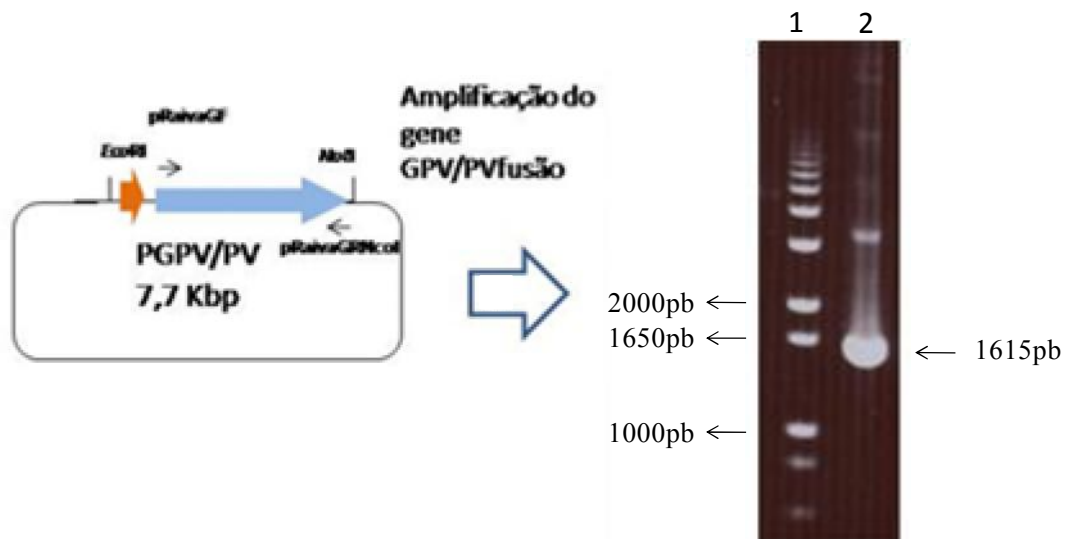 1 2
pRaivaGF
Amplificação do
gene
GPV/PVfusão
EcoRI
NotI
PGPV/PV
7,7 Kbp
pRaivaGRNcoI
2000pb
1650pb
1615pb
1000pb